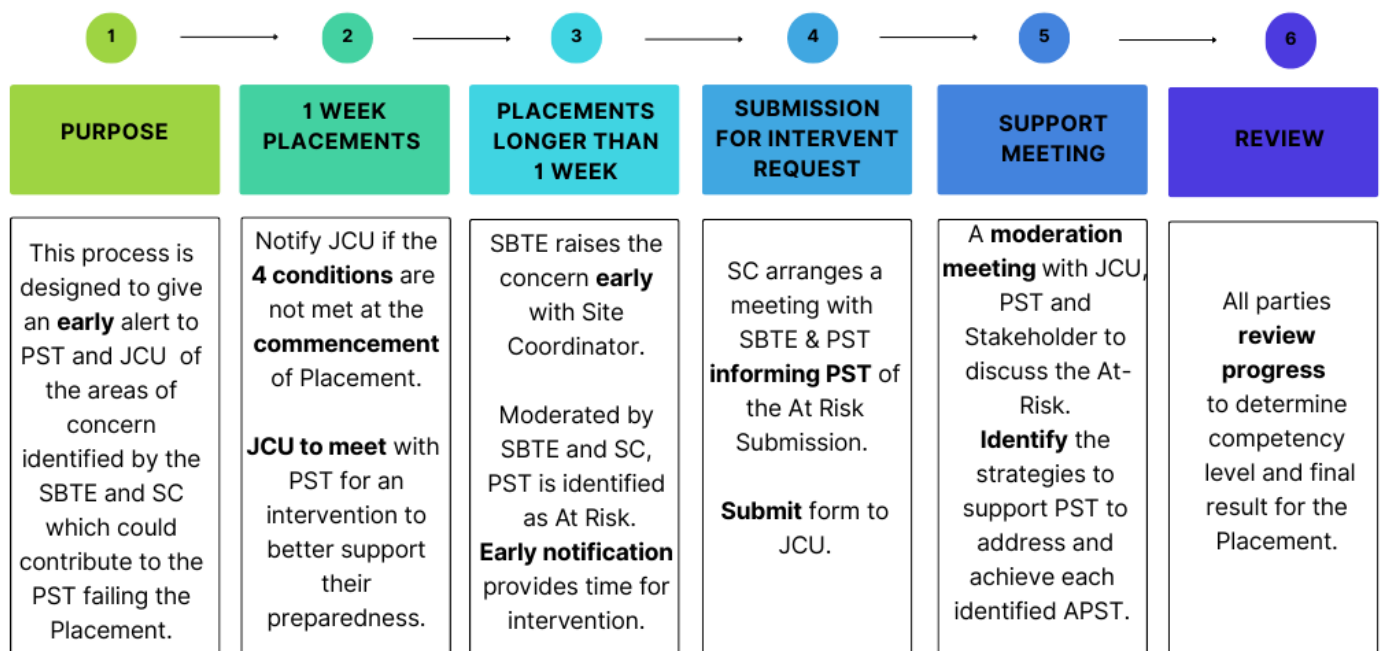 1
2
3
4
5
6
PURPOSE
1 WEEK
PLACEMENTS
PLACEMENTS
LONGER THAN
1 WEEK
SUBMISSION
FOR INTERVENT
REQUEST
SUPPORT
MEETING
REVIEW
This process is
designed to give
an early alert to
PST and JCU of
the areas of
concern
identified by the
SBTE and SC
which could
contribute to the
PST failing the
Placement.
Notify JCU if the
4 conditions are
not met at the
commencement
of Placement.
JCU to meet with
PST for an
intervention to
better support
their
preparedness.
SBTE raises the
concern early
with Site
Coordinator.
Moderated by
SBTE and SC,
PST is identified
as At Risk.
Early notification
provides time for
intervention.
SC arranges a
meeting with
SBTE & PST
informing PST of
the At Risk
Submission.
Submit form to
JCU.
A moderation
meeting with JCU,
PST and
Stakeholder to
discuss the At-
Risk.
Identify the
strategies to
support PST to
address and
achieve each
identified APST.
All parties
review
progress
to determine
competency
level and final
result for the
Placement.